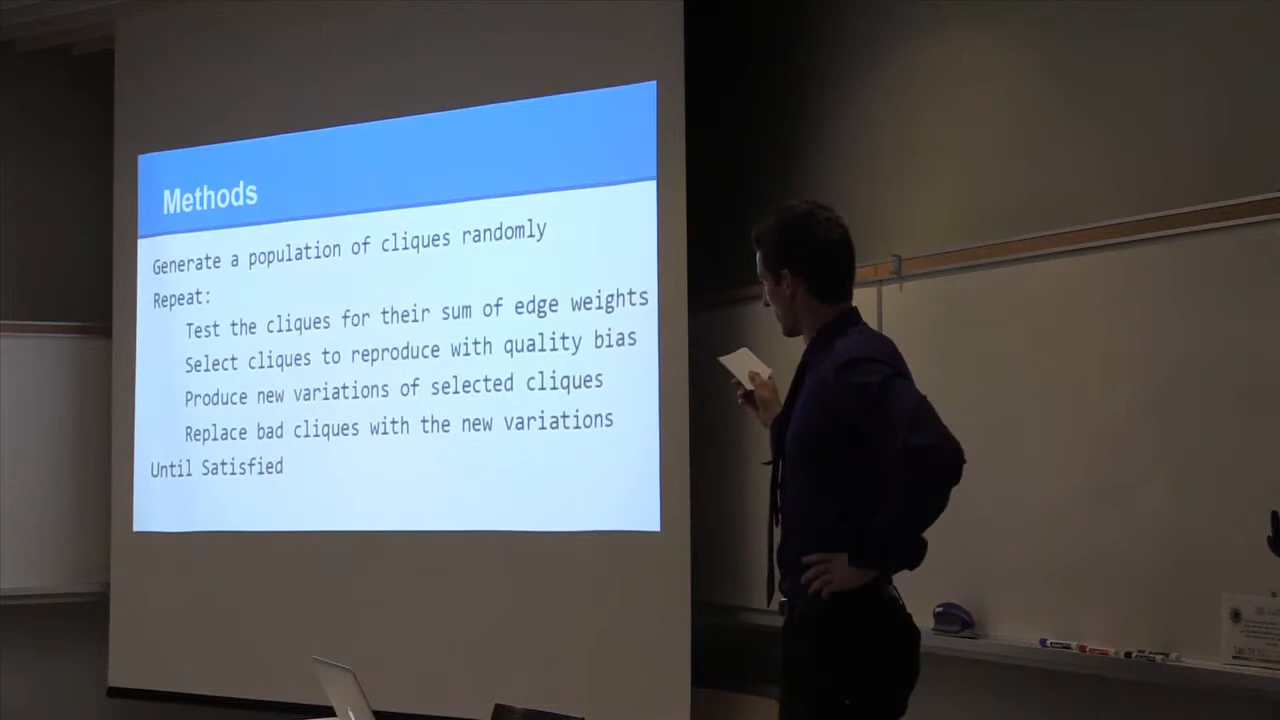 Methods
Generate a population of cliques randomly
Repeat:
Test the cliques for their sum of edge weights
Select cliques to reproduce with quality bias
Produce new variations of selected cliques
Replace bad cliques with the new variations
Until Satisfied